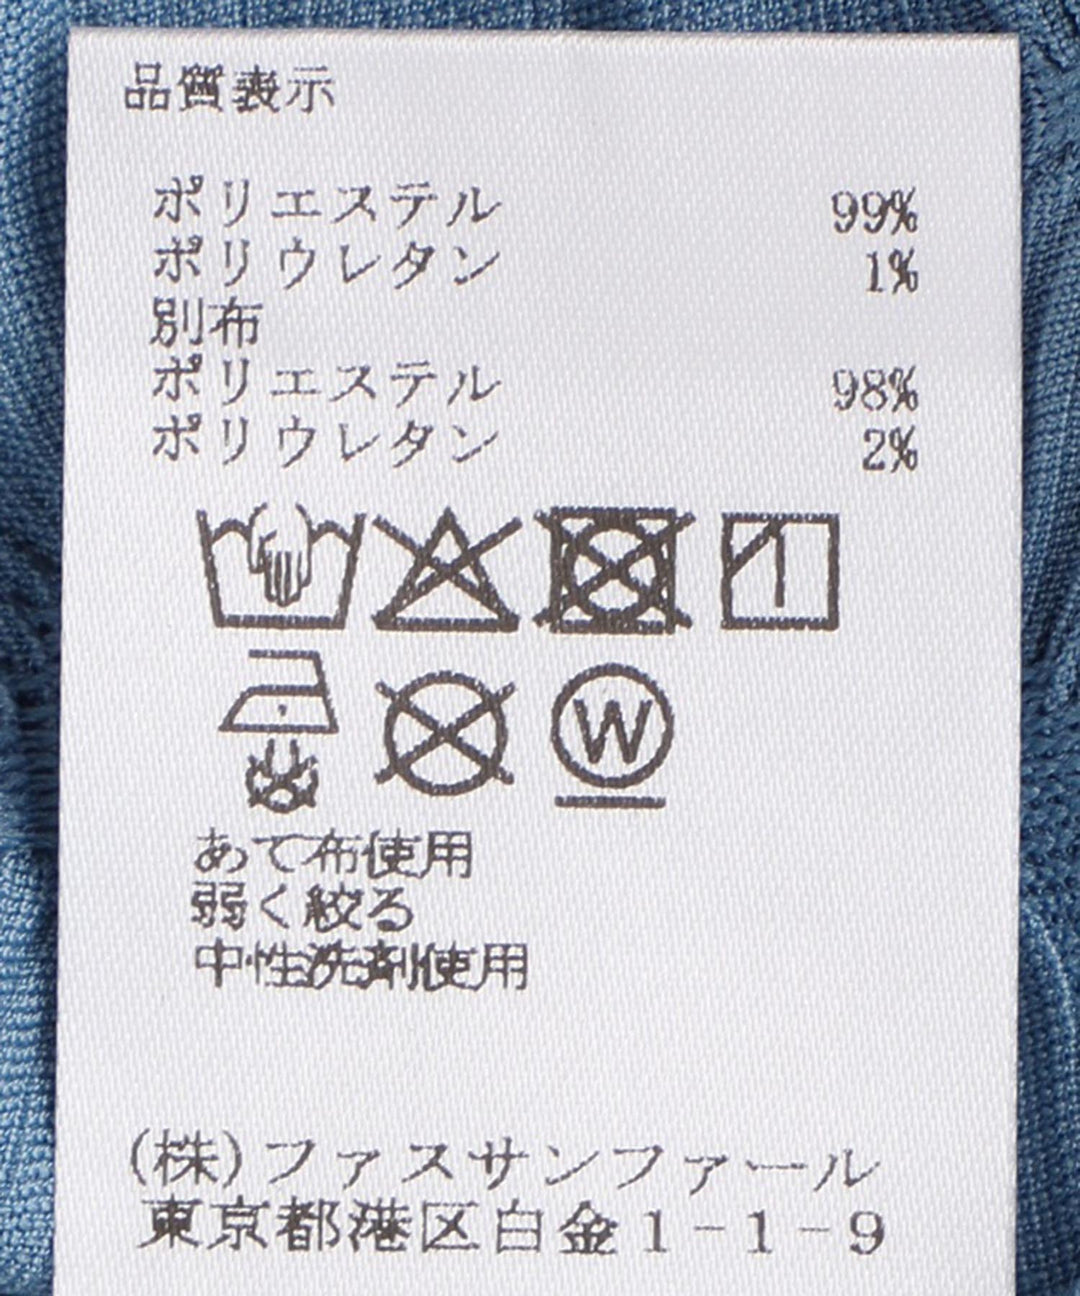 品質表示
ポリエステル 99%
ポリウレタン 1%
別布
ポリエステル 98%
ポリウレタン 2%
W
あて布使用
弱く絞る
中性洗剤使用
(株)ファスサンファール
東京都港区白金1-1-9